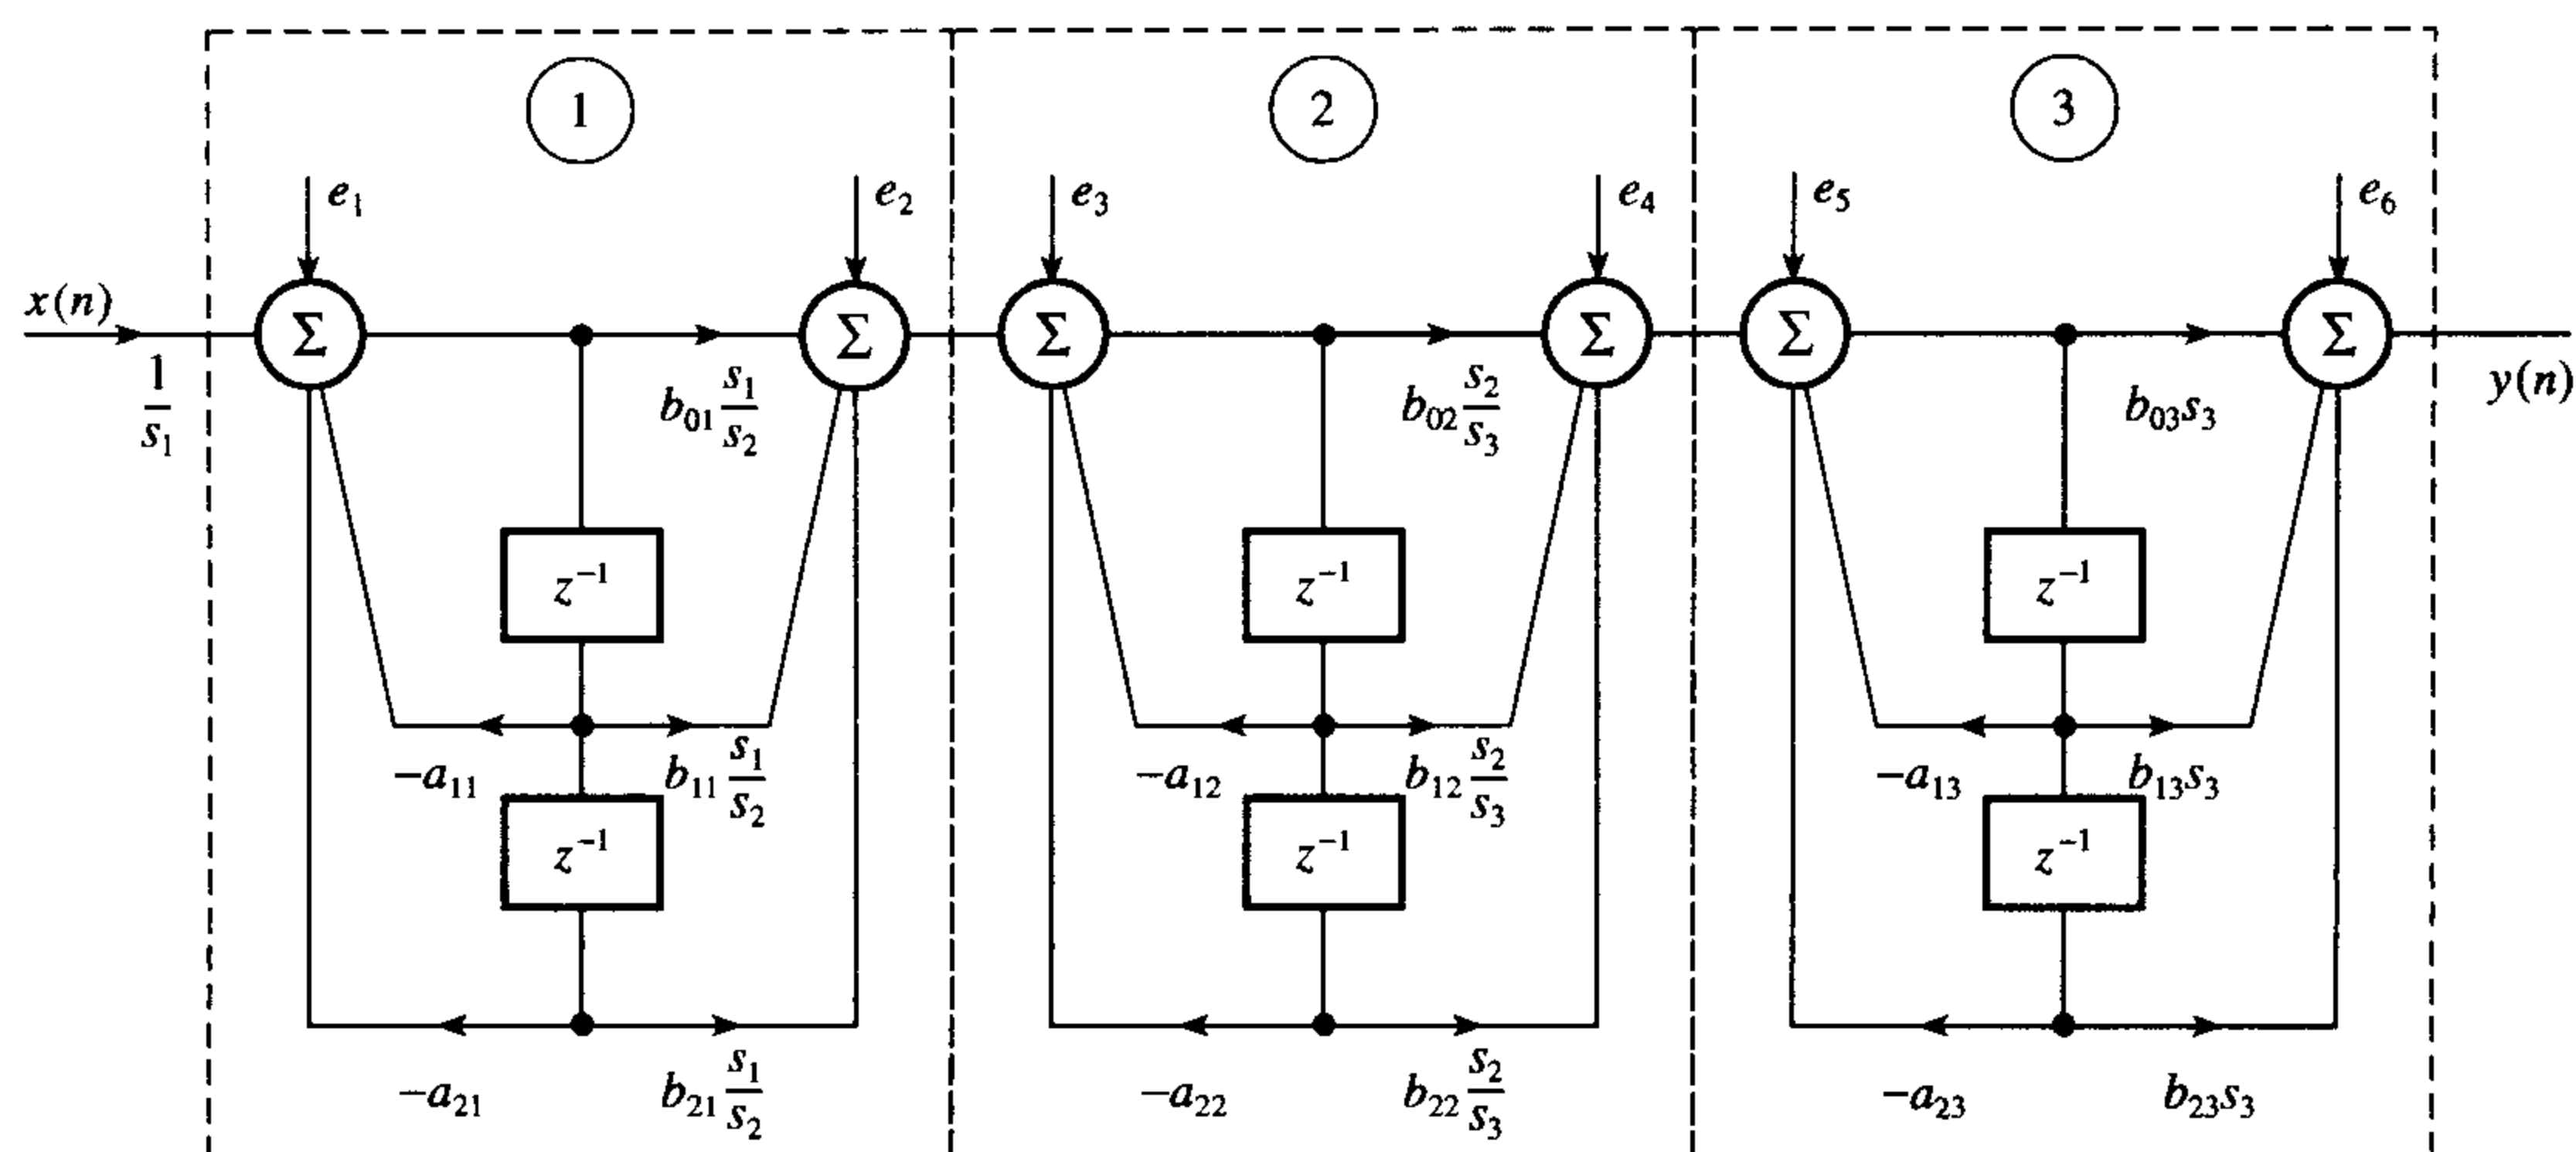 1 2 3
e₁ e₂ e₃ e₄ e₅ e₆
x(n) Σ Σ Σ Σ Σ Σ y(n)
1/s₁ b₀₁ s₁/s₂ b₀₂ s₂/s₃ b₀₃s₃
z⁻¹ z⁻¹ z⁻¹
−a₁₁ b₁₁ s₁/s₂ −a₁₂ b₁₂ s₂/s₃ −a₁₃ b₁₃s₃
z⁻¹ z⁻¹ z⁻¹
−a₂₁ b₂₁ s₁/s₂ −a₂₂ b₂₂ s₂/s₃ −a₂₃ b₂₃s₃